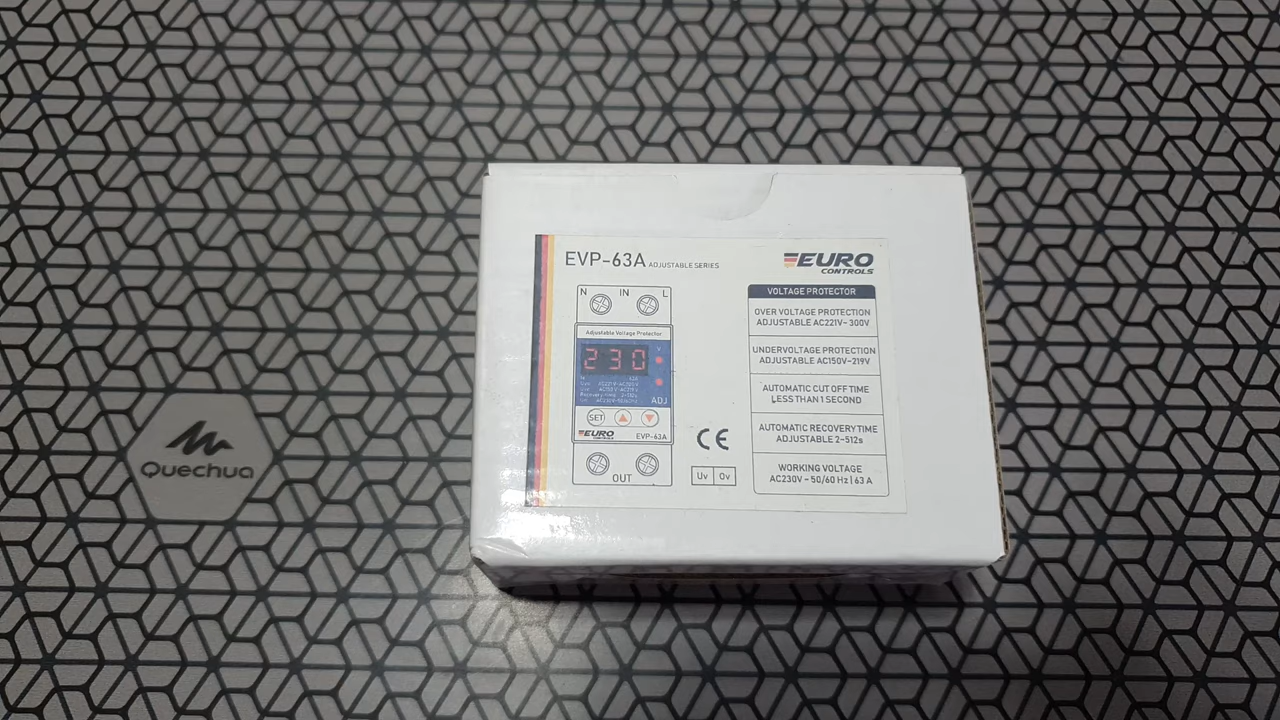 EVP-63A ADJUSTABLE SERIES
EURO
CONTROLS
N IN L
Adjustable Voltage Protector
230
V
ADJ
SET
EURO
CONTROLS
EVP-63A
OUT
CE
Uv Ov
VOLTAGE PROTECTOR
OVER VOLTAGE PROTECTION
ADJUSTABLE AC221V~300V
UNDERVOLTAGE PROTECTION
ADJUSTABLE AC150V~219V
AUTOMATIC CUT OFF TIME
LESS THAN 1 SECOND
AUTOMATIC RECOVERY TIME
ADJUSTABLE 2~512s
WORKING VOLTAGE
AC230V ~ 50/60 Hz | 63 A
Quechua